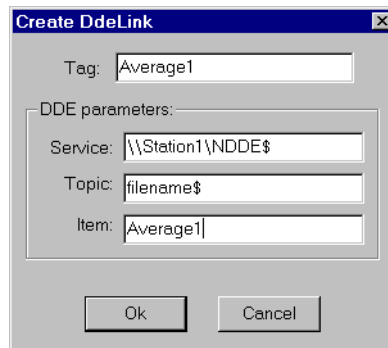 Create DdeLink
Tag: Average1
DDE parameters:
Service: \\Station1\NDDE$
Topic: filename$
Item: Average1
Ok Cancel